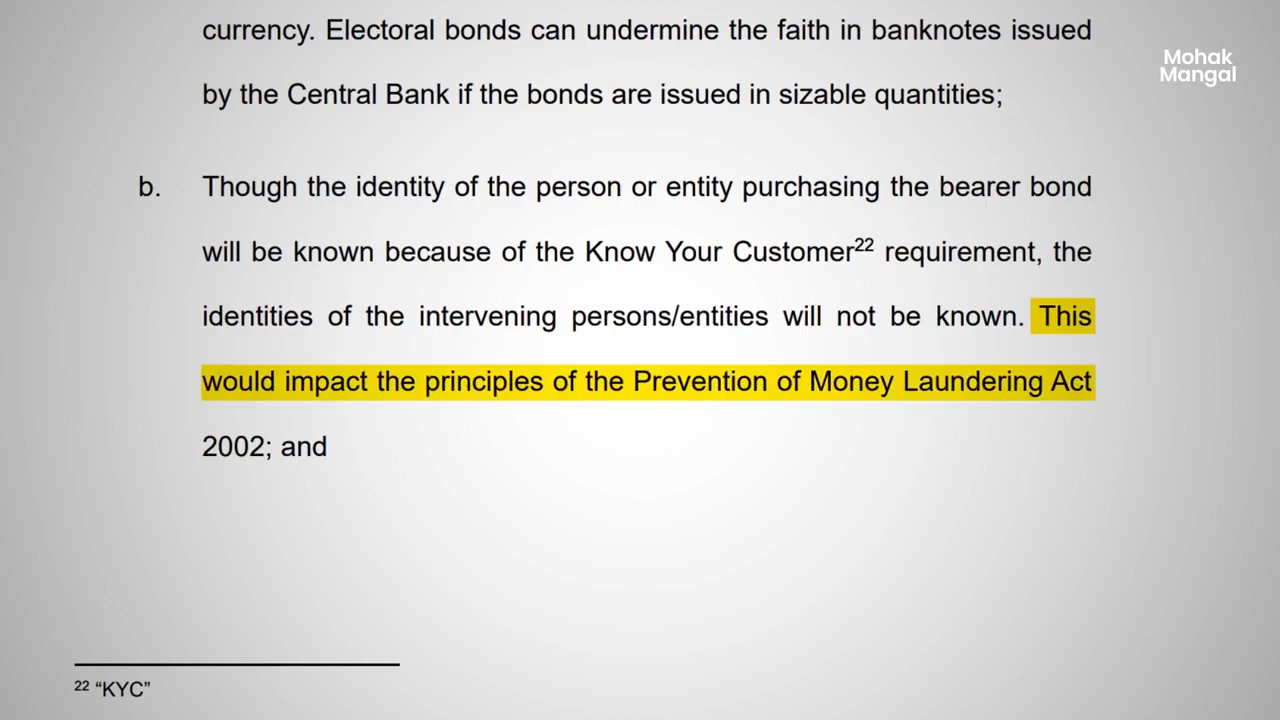 currency. Electoral bonds can undermine the faith in banknotes issued
by the Central Bank if the bonds are issued in sizable quantities;
b. Though the identity of the person or entity purchasing the bearer bond
will be known because of the Know Your Customer22 requirement, the
identities of the intervening persons/entities will not be known. This
would impact the principles of the Prevention of Money Laundering Act
2002; and
22 “KYC”
Mohak
Mangal